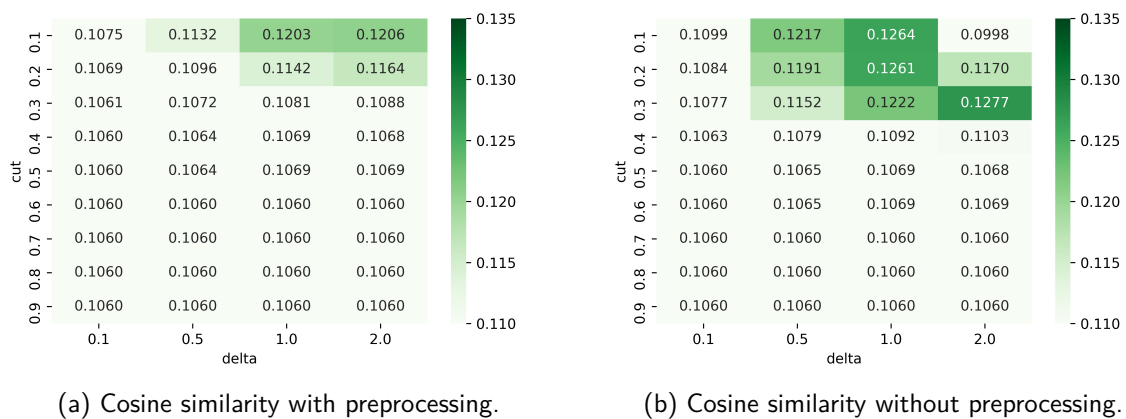 0.1 0.1075 0.1132 0.1203 0.1206
0.2 0.1069 0.1096 0.1142 0.1164
0.3 0.1061 0.1072 0.1081 0.1088
0.4 0.1060 0.1064 0.1069 0.1068
0.5 0.1060 0.1064 0.1069 0.1069
0.6 0.1060 0.1060 0.1060 0.1060
0.7 0.1060 0.1060 0.1060 0.1060
0.8 0.1060 0.1060 0.1060 0.1060
0.9 0.1060 0.1060 0.1060 0.1060
cut
0.1 0.5 1.0 2.0
delta
0.135
0.130
0.125
0.120
0.115
0.110
(a) Cosine similarity with preprocessing.
0.1 0.1099 0.1217 0.1264 0.0998
0.2 0.1084 0.1191 0.1261 0.1170
0.3 0.1077 0.1152 0.1222 0.1277
0.4 0.1063 0.1079 0.1092 0.1103
0.5 0.1060 0.1065 0.1069 0.1068
0.6 0.1060 0.1065 0.1069 0.1069
0.7 0.1060 0.1060 0.1060 0.1060
0.8 0.1060 0.1060 0.1060 0.1060
0.9 0.1060 0.1060 0.1060 0.1060
cut
0.1 0.5 1.0 2.0
delta
0.135
0.130
0.125
0.120
0.115
0.110
(b) Cosine similarity without preprocessing.